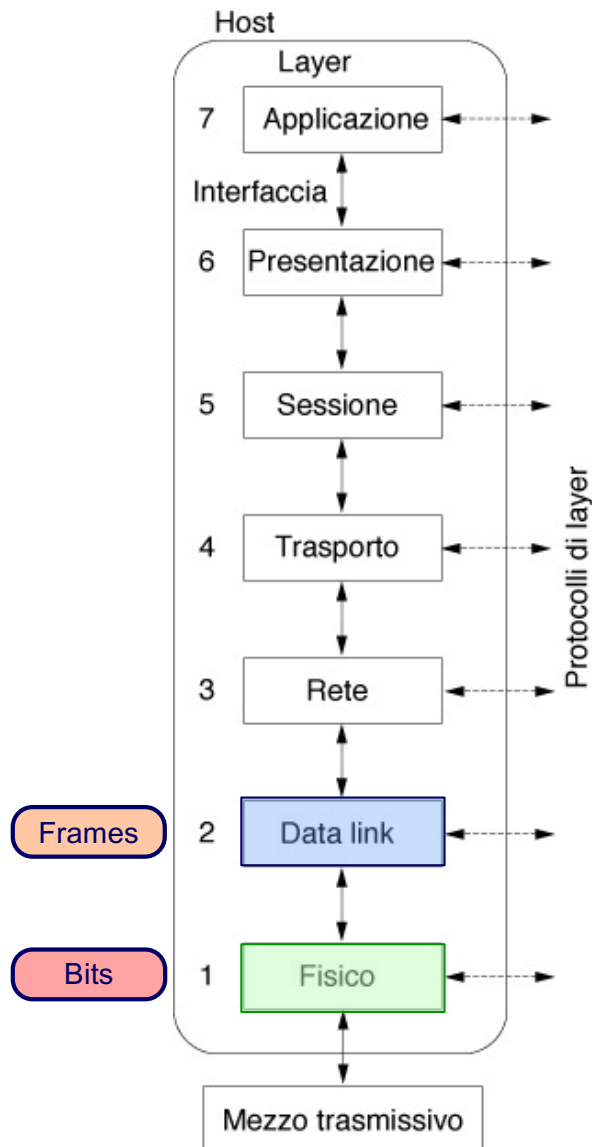 Host
Layer
7 Applicazione
Interfaccia
6 Presentazione
5 Sessione
4 Trasporto
Protocolli di layer
3 Rete
Frames 2 Data link
Bits 1 Fisico
Mezzo trasmissivo